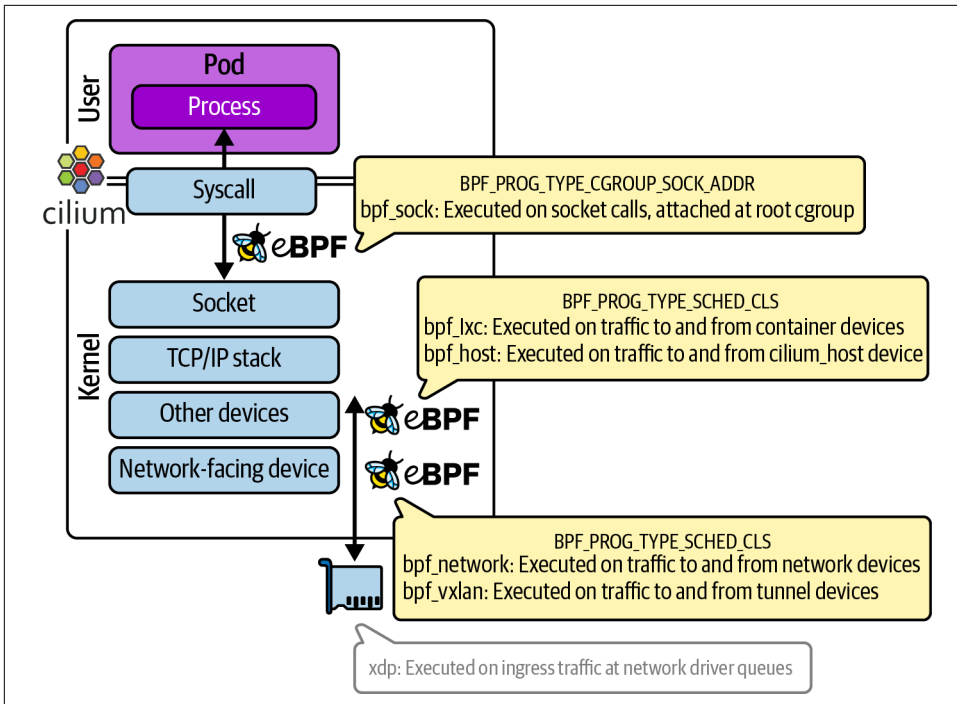 User
Pod
Process
cilium
Syscall
BPF_PROG_TYPE_CGROUP_SOCK_ADDR
bpf_sock: Executed on socket calls, attached at root cgroup
eBPF
Kernel
Socket
TCP/IP stack
Other devices
Network-facing device
BPF_PROG_TYPE_SCHED_CLS
bpf_lxc: Executed on traffic to and from container devices
bpf_host: Executed on traffic to and from cilium_host device
eBPF
eBPF
BPF_PROG_TYPE_SCHED_CLS
bpf_network: Executed on traffic to and from network devices
bpf_vxlan: Executed on traffic to and from tunnel devices
xdp: Executed on ingress traffic at network driver queues